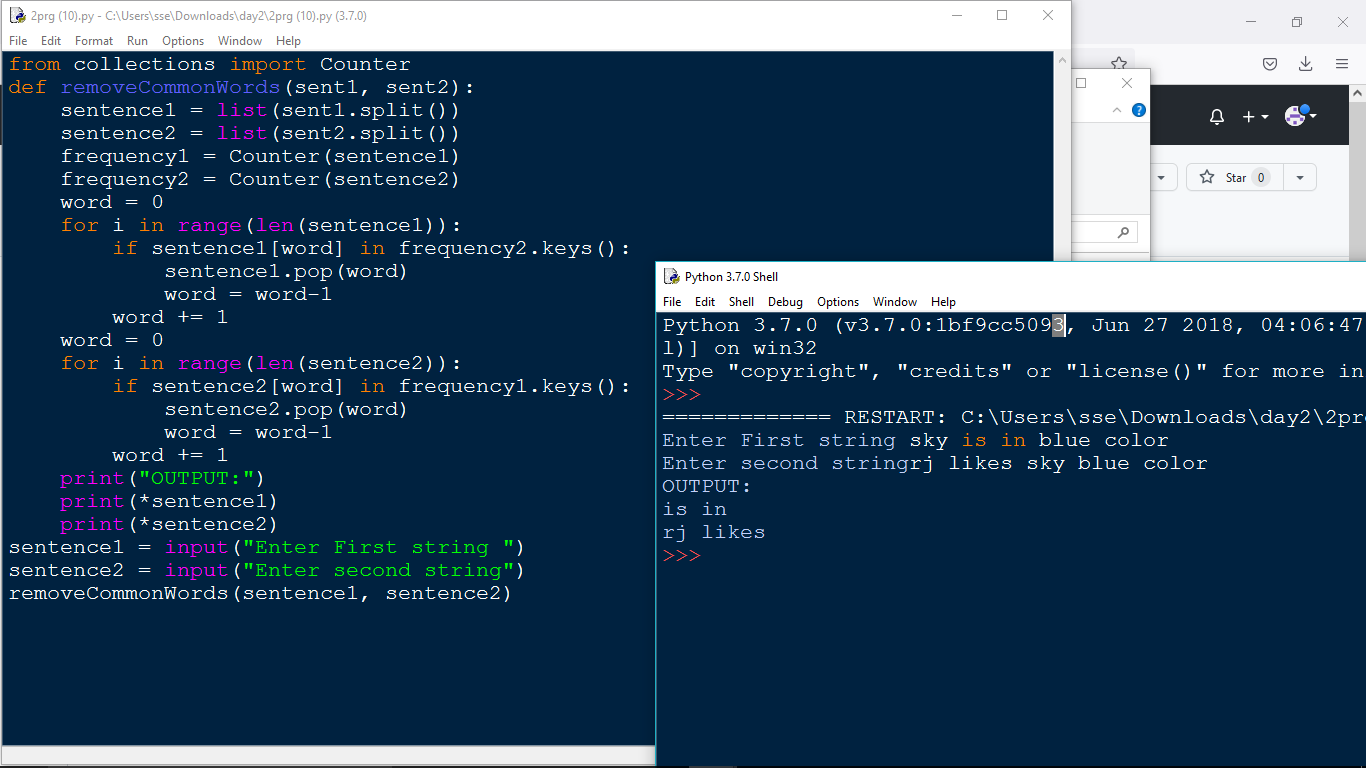 2prg (10).py - C:\Users\sse\Downloads\day2\2prg (10).py (3.7.0)
File Edit Format Run Options Window Help
from collections import Counter
def removeCommonWords(sent1, sent2):
    sentence1 = list(sent1.split())
    sentence2 = list(sent2.split())
    frequency1 = Counter(sentence1)
    frequency2 = Counter(sentence2)
    word = 0
    for i in range(len(sentence1)):
        if sentence1[word] in frequency2.keys():
            sentence1.pop(word)
            word = word-1
        word += 1
    word = 0
    for i in range(len(sentence2)):
        if sentence2[word] in frequency1.keys():
            sentence2.pop(word)
            word = word-1
        word += 1
    print("OUTPUT:")
    print(*sentence1)
    print(*sentence2)
sentence1 = input("Enter First string ")
sentence2 = input("Enter second string")
removeCommonWords(sentence1, sentence2)
Star 0
Python 3.7.0 Shell
File Edit Shell Debug Options Window Help
Python 3.7.0 (v3.7.0:1bf9cc5093, Jun 27 2018, 04:06:47
l)] on win32
Type "copyright", "credits" or "license()" for more in
>>>
============= RESTART: C:\Users\sse\Downloads\day2\2pr
Enter First string sky is in blue color
Enter second stringrj likes sky blue color
OUTPUT:
is in
rj likes
>>>